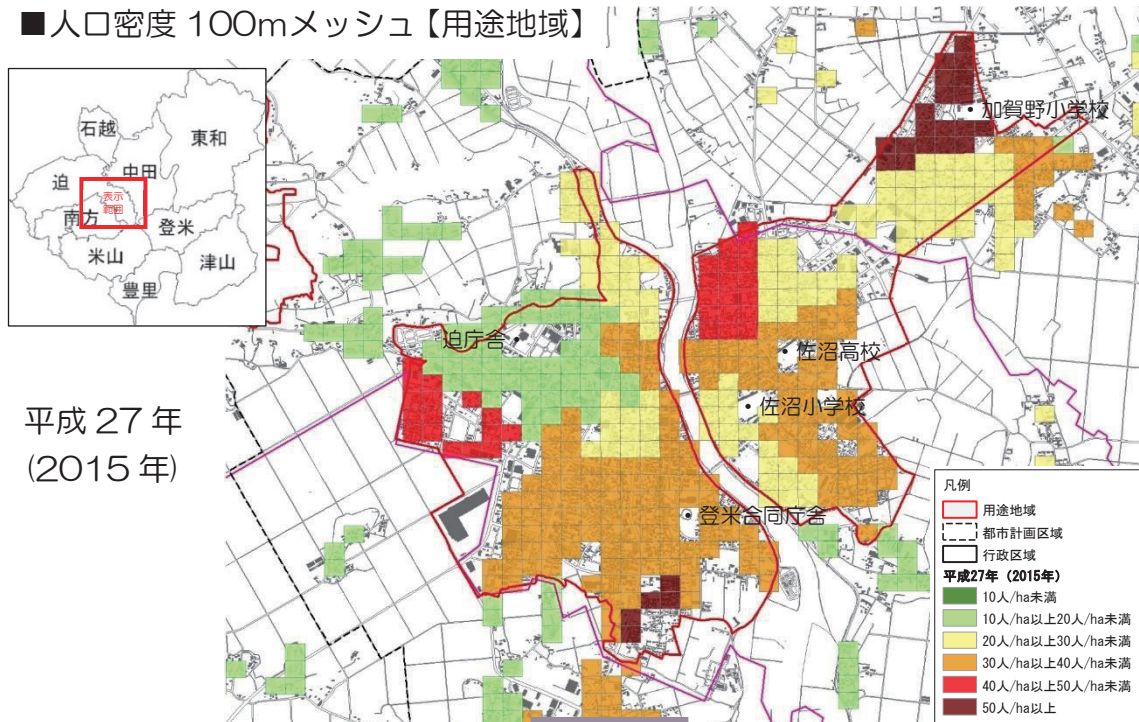 ■人口密度 100mメッシュ【用途地域】
石越
東和
中田
迫
表示
範囲
南方
登米
米山
津山
豊里
平成 27 年
(2015 年)
加賀野小学校
迫庁舎
佐沼高校
佐沼小学校
登米合同庁舎
凡例
用途地域
都市計画区域
行政区域
平成27年（2015年）
10人/ha未満
10人/ha以上20人/ha未満
20人/ha以上30人/ha未満
30人/ha以上40人/ha未満
40人/ha以上50人/ha未満
50人/ha以上